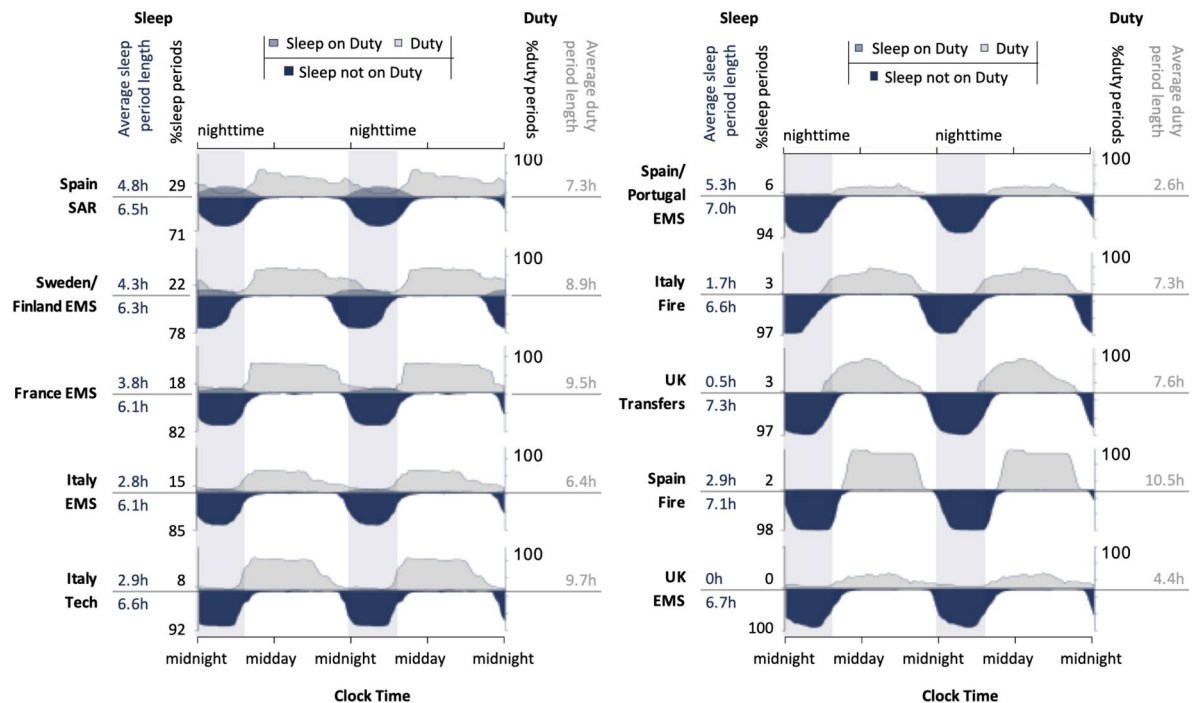 Sleep
Duty
Average sleep period length
%sleep periods
Sleep on Duty Duty
Sleep not on Duty
%duty periods
Average duty period length
nighttime nighttime
100
Spain SAR
4.8h 29
6.5h
71
7.3h
100
Sweden/ Finland EMS
4.3h 22
6.3h
78
8.9h
100
France EMS
3.8h 18
6.1h
82
9.5h
100
Italy EMS
2.8h 15
6.1h
85
6.4h
100
Italy Tech
2.9h 8
6.6h
92
9.7h
midnight midday midnight midday midnight
Clock Time
Sleep
Duty
Average sleep period length
%sleep periods
Sleep on Duty Duty
Sleep not on Duty
%duty periods
Average duty period length
nighttime nighttime
100
Spain/ Portugal EMS
5.3h 6
7.0h
94
2.6h
100
Italy Fire
1.7h 3
6.6h
97
7.3h
100
UK Transfers
0.5h 3
7.3h
97
7.6h
100
Spain Fire
2.9h 2
7.1h
98
10.5h
100
UK EMS
0h 0
6.7h
100
4.4h
midnight midday midnight midday midnight
Clock Time